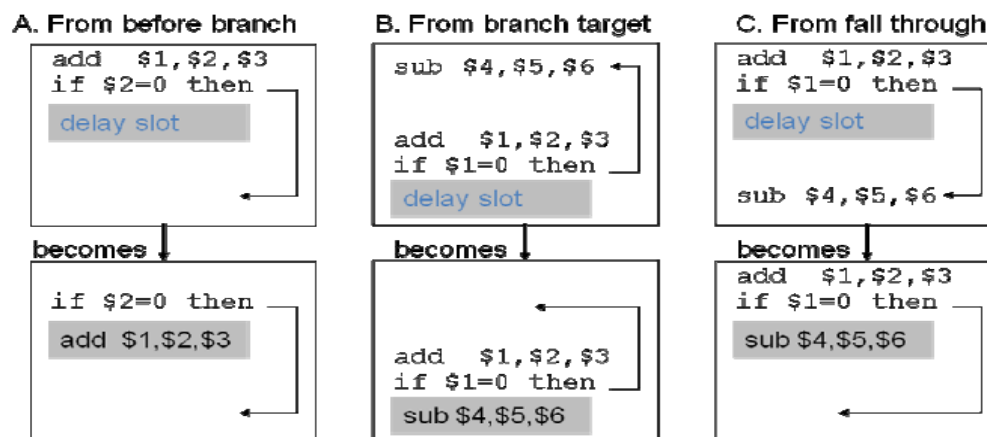 A. From before branch
add $1,$2,$3
if $2=0 then
delay slot
becomes
if $2=0 then
add $1,$2,$3
B. From branch target
sub $4,$5,$6
add $1,$2,$3
if $1=0 then
delay slot
becomes
add $1,$2,$3
if $1=0 then
sub $4,$5,$6
C. From fall through
add $1,$2,$3
if $1=0 then
delay slot
sub $4,$5,$6
becomes
add $1,$2,$3
if $1=0 then
sub $4,$5,$6